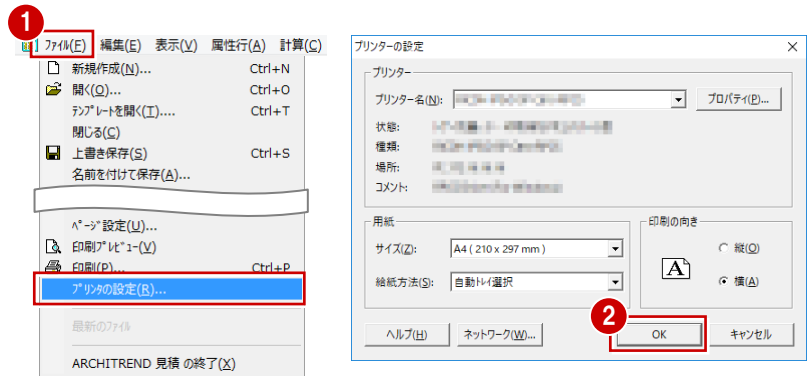 1
ﾌｧｲﾙ(F) 編集(E) 表示(V) 属性行(A) 計算(C)
新規作成(N)... Ctrl+N
開く(O)... Ctrl+O
ﾃﾝﾌﾟﾚｰﾄを開く(T).... Ctrl+T
閉じる(C)
上書き保存(S) Ctrl+S
名前を付けて保存(A)...
ﾍﾟｰｼﾞ設定(U)...
印刷ﾌﾟﾚﾋﾞｭｰ(V)
印刷(P)... Ctrl+P
ﾌﾟﾘﾝﾀの設定(R)...
最新のﾌｧｲﾙ
ARCHITREND 見積 の終了(X)
プリンターの設定
プリンター
プリンター名(N):
プロパティ(P)...
状態:
種類:
場所:
コメント:
用紙
サイズ(Z): A4 ( 210 x 297 mm )
給紙方法(S): 自動ﾄﾚｲ選択
印刷の向き
A
縦(O)
横(A)
2
ヘルプ(H) ネットワーク(W)... OK キャンセル